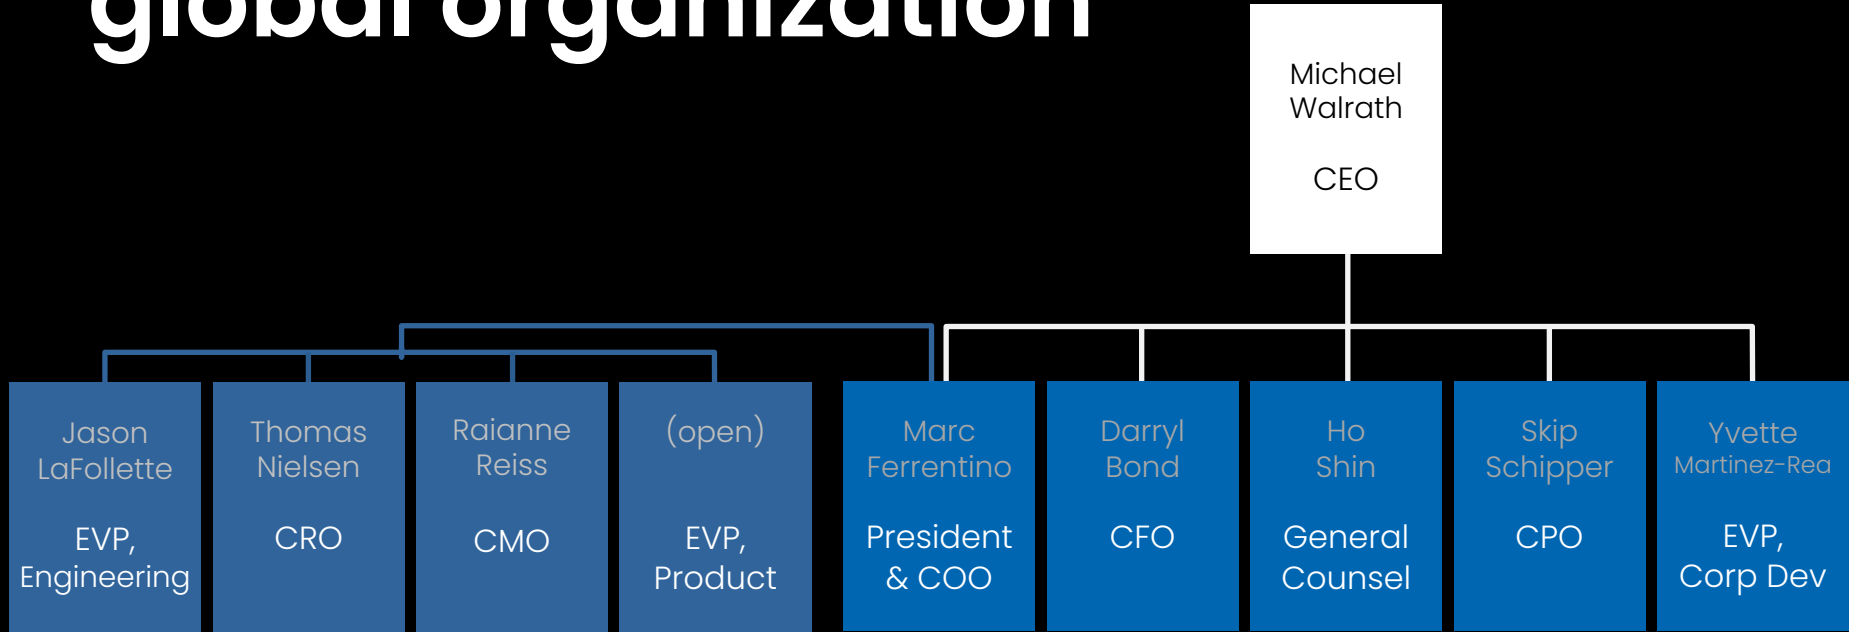 global organization
Michael
Walrath
CEO
Jason
LaFollette
EVP,
Engineering
Thomas
Nielsen
CRO
Raianne
Reiss
CMO
(open)
EVP,
Product
Marc
Ferrentino
President
& COO
Darryl
Bond
CFO
Ho
Shin
General
Counsel
Skip
Schipper
CPO
Yvette
Martinez-Rea
EVP,
Corp Dev